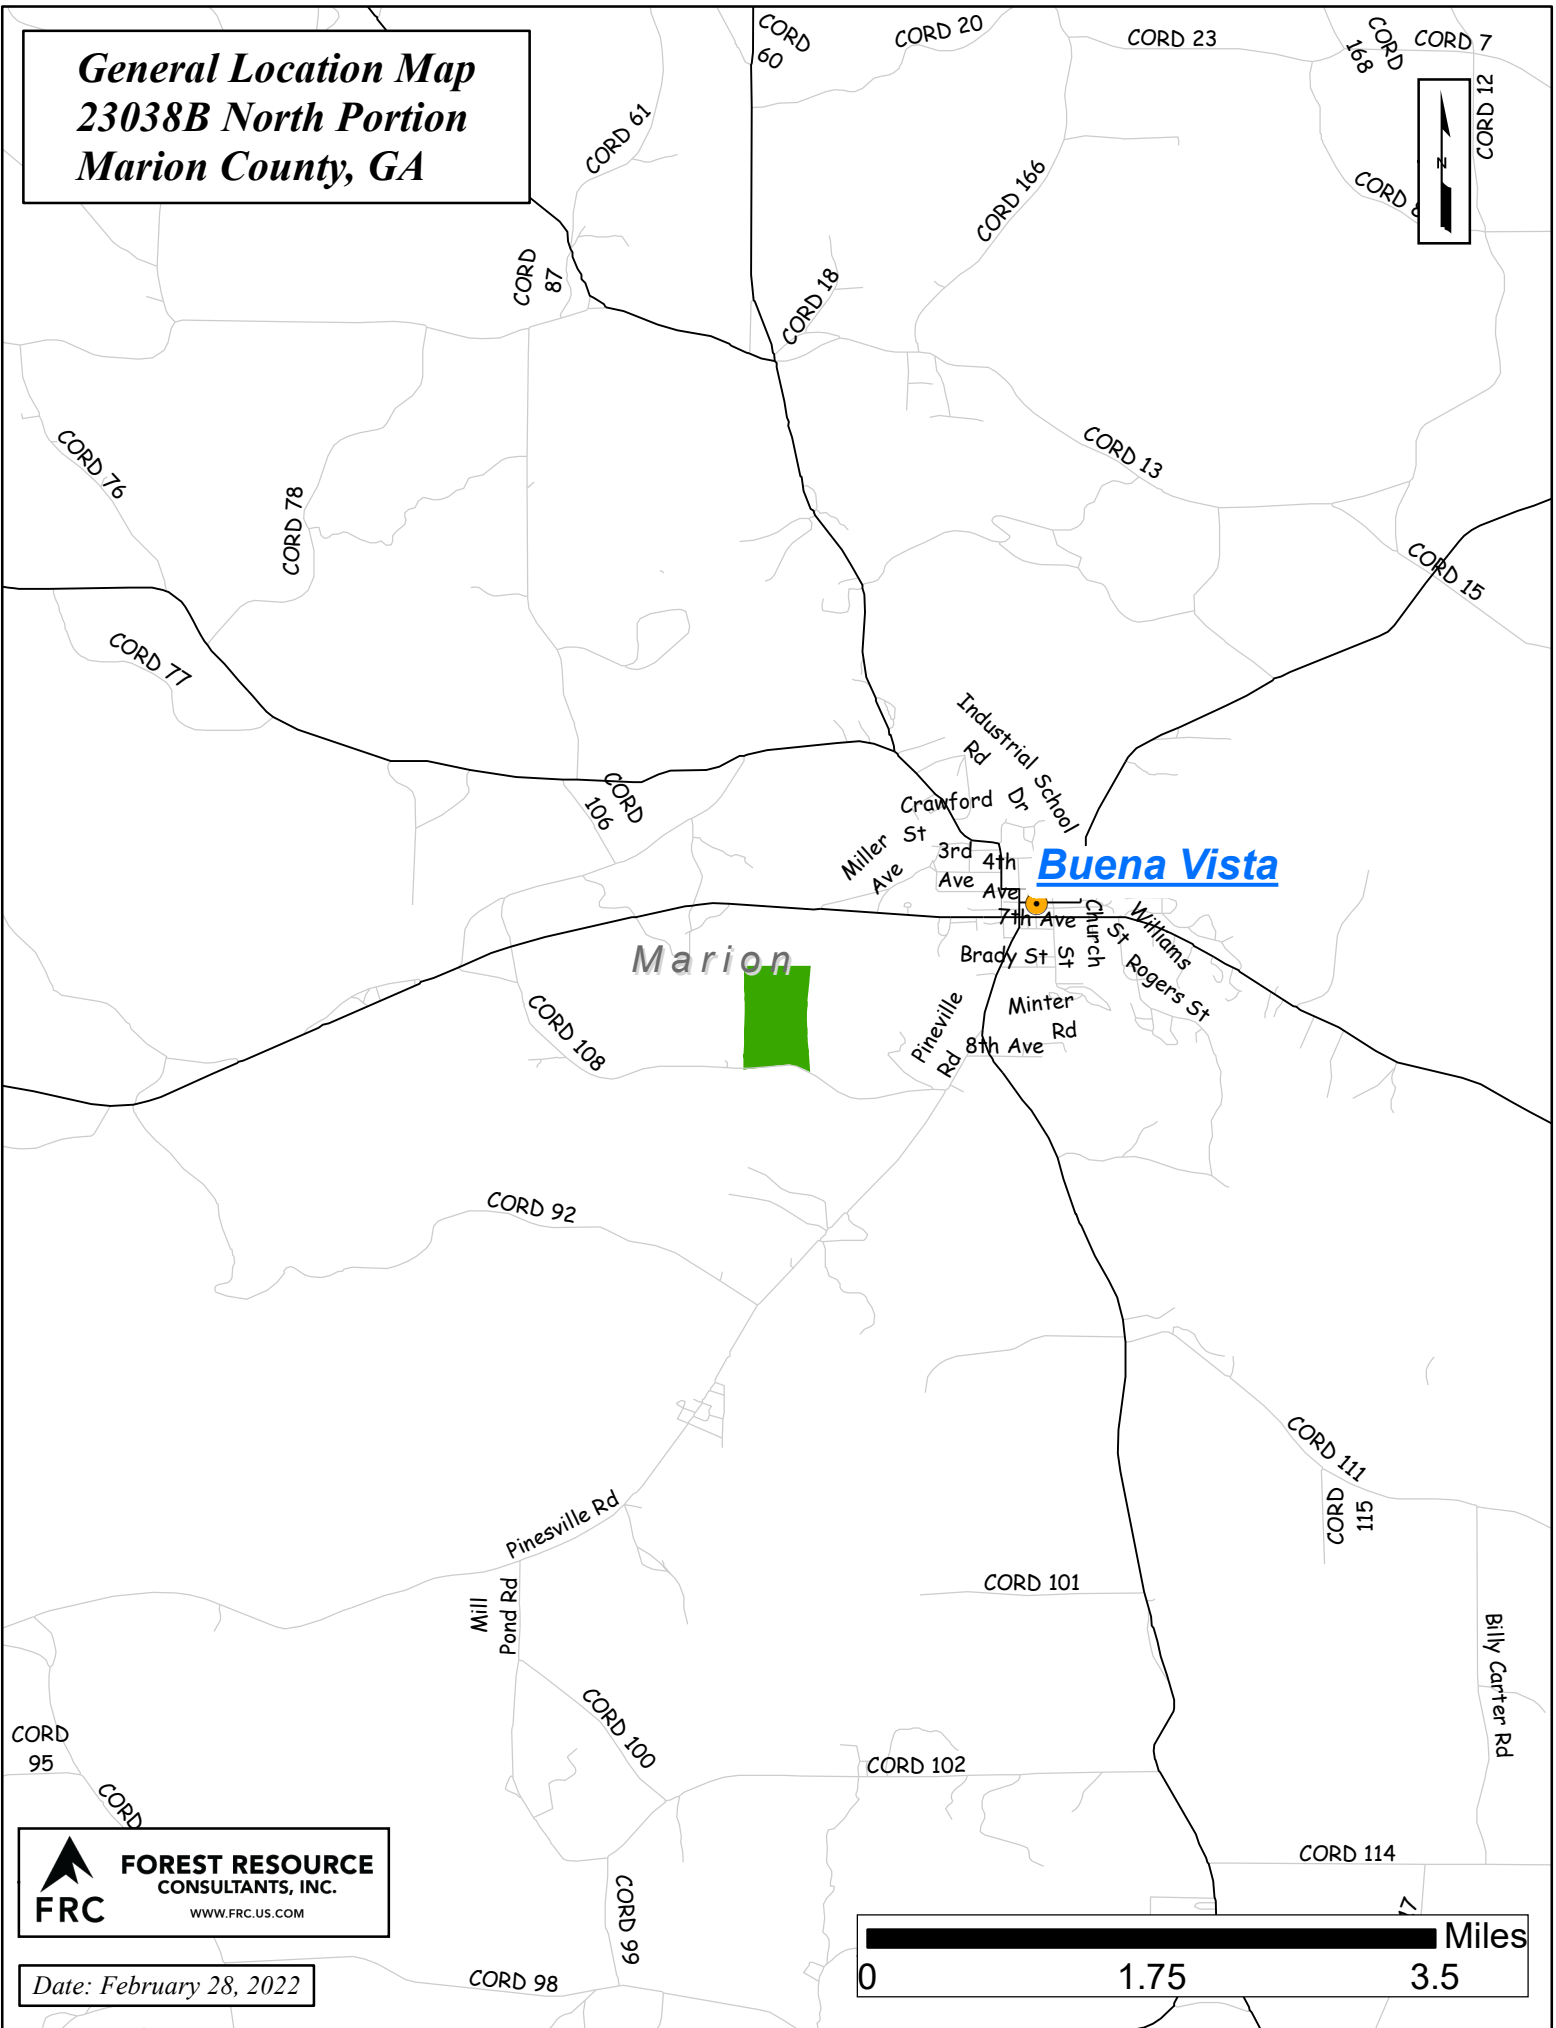 General Location Map
23038B North Portion
Marion County, GA
CORD
60
CORD 20
CORD 23
CORD
168
CORD 7
CORD 12
CORD 61
CORD 166
CORD 8
N
CORD
87
CORD 18
CORD 76
CORD 78
CORD 13
CORD 15
CORD 77
Industrial
Rd
School
Dr
CORD
106
Crawford
St
Miller
Ave
3rd
Ave
4th
Ave
Buena Vista
7th Ave
Church
St
Williams
St
Marion
Brady St
Rogers St
CORD 108
Pineville
Rd
Minter
Rd
8th Ave
CORD 92
CORD 111
CORD
115
Pinesville Rd
Mill
Pond Rd
CORD 101
Billy Carter Rd
CORD 100
CORD
95
CORD
CORD 102
CORD 114
FRC
FOREST RESOURCE
CONSULTANTS, INC.
WWW.FRC.US.COM
CORD 99
17
Miles
0 1.75 3.5
CORD 98
Date: February 28, 2022